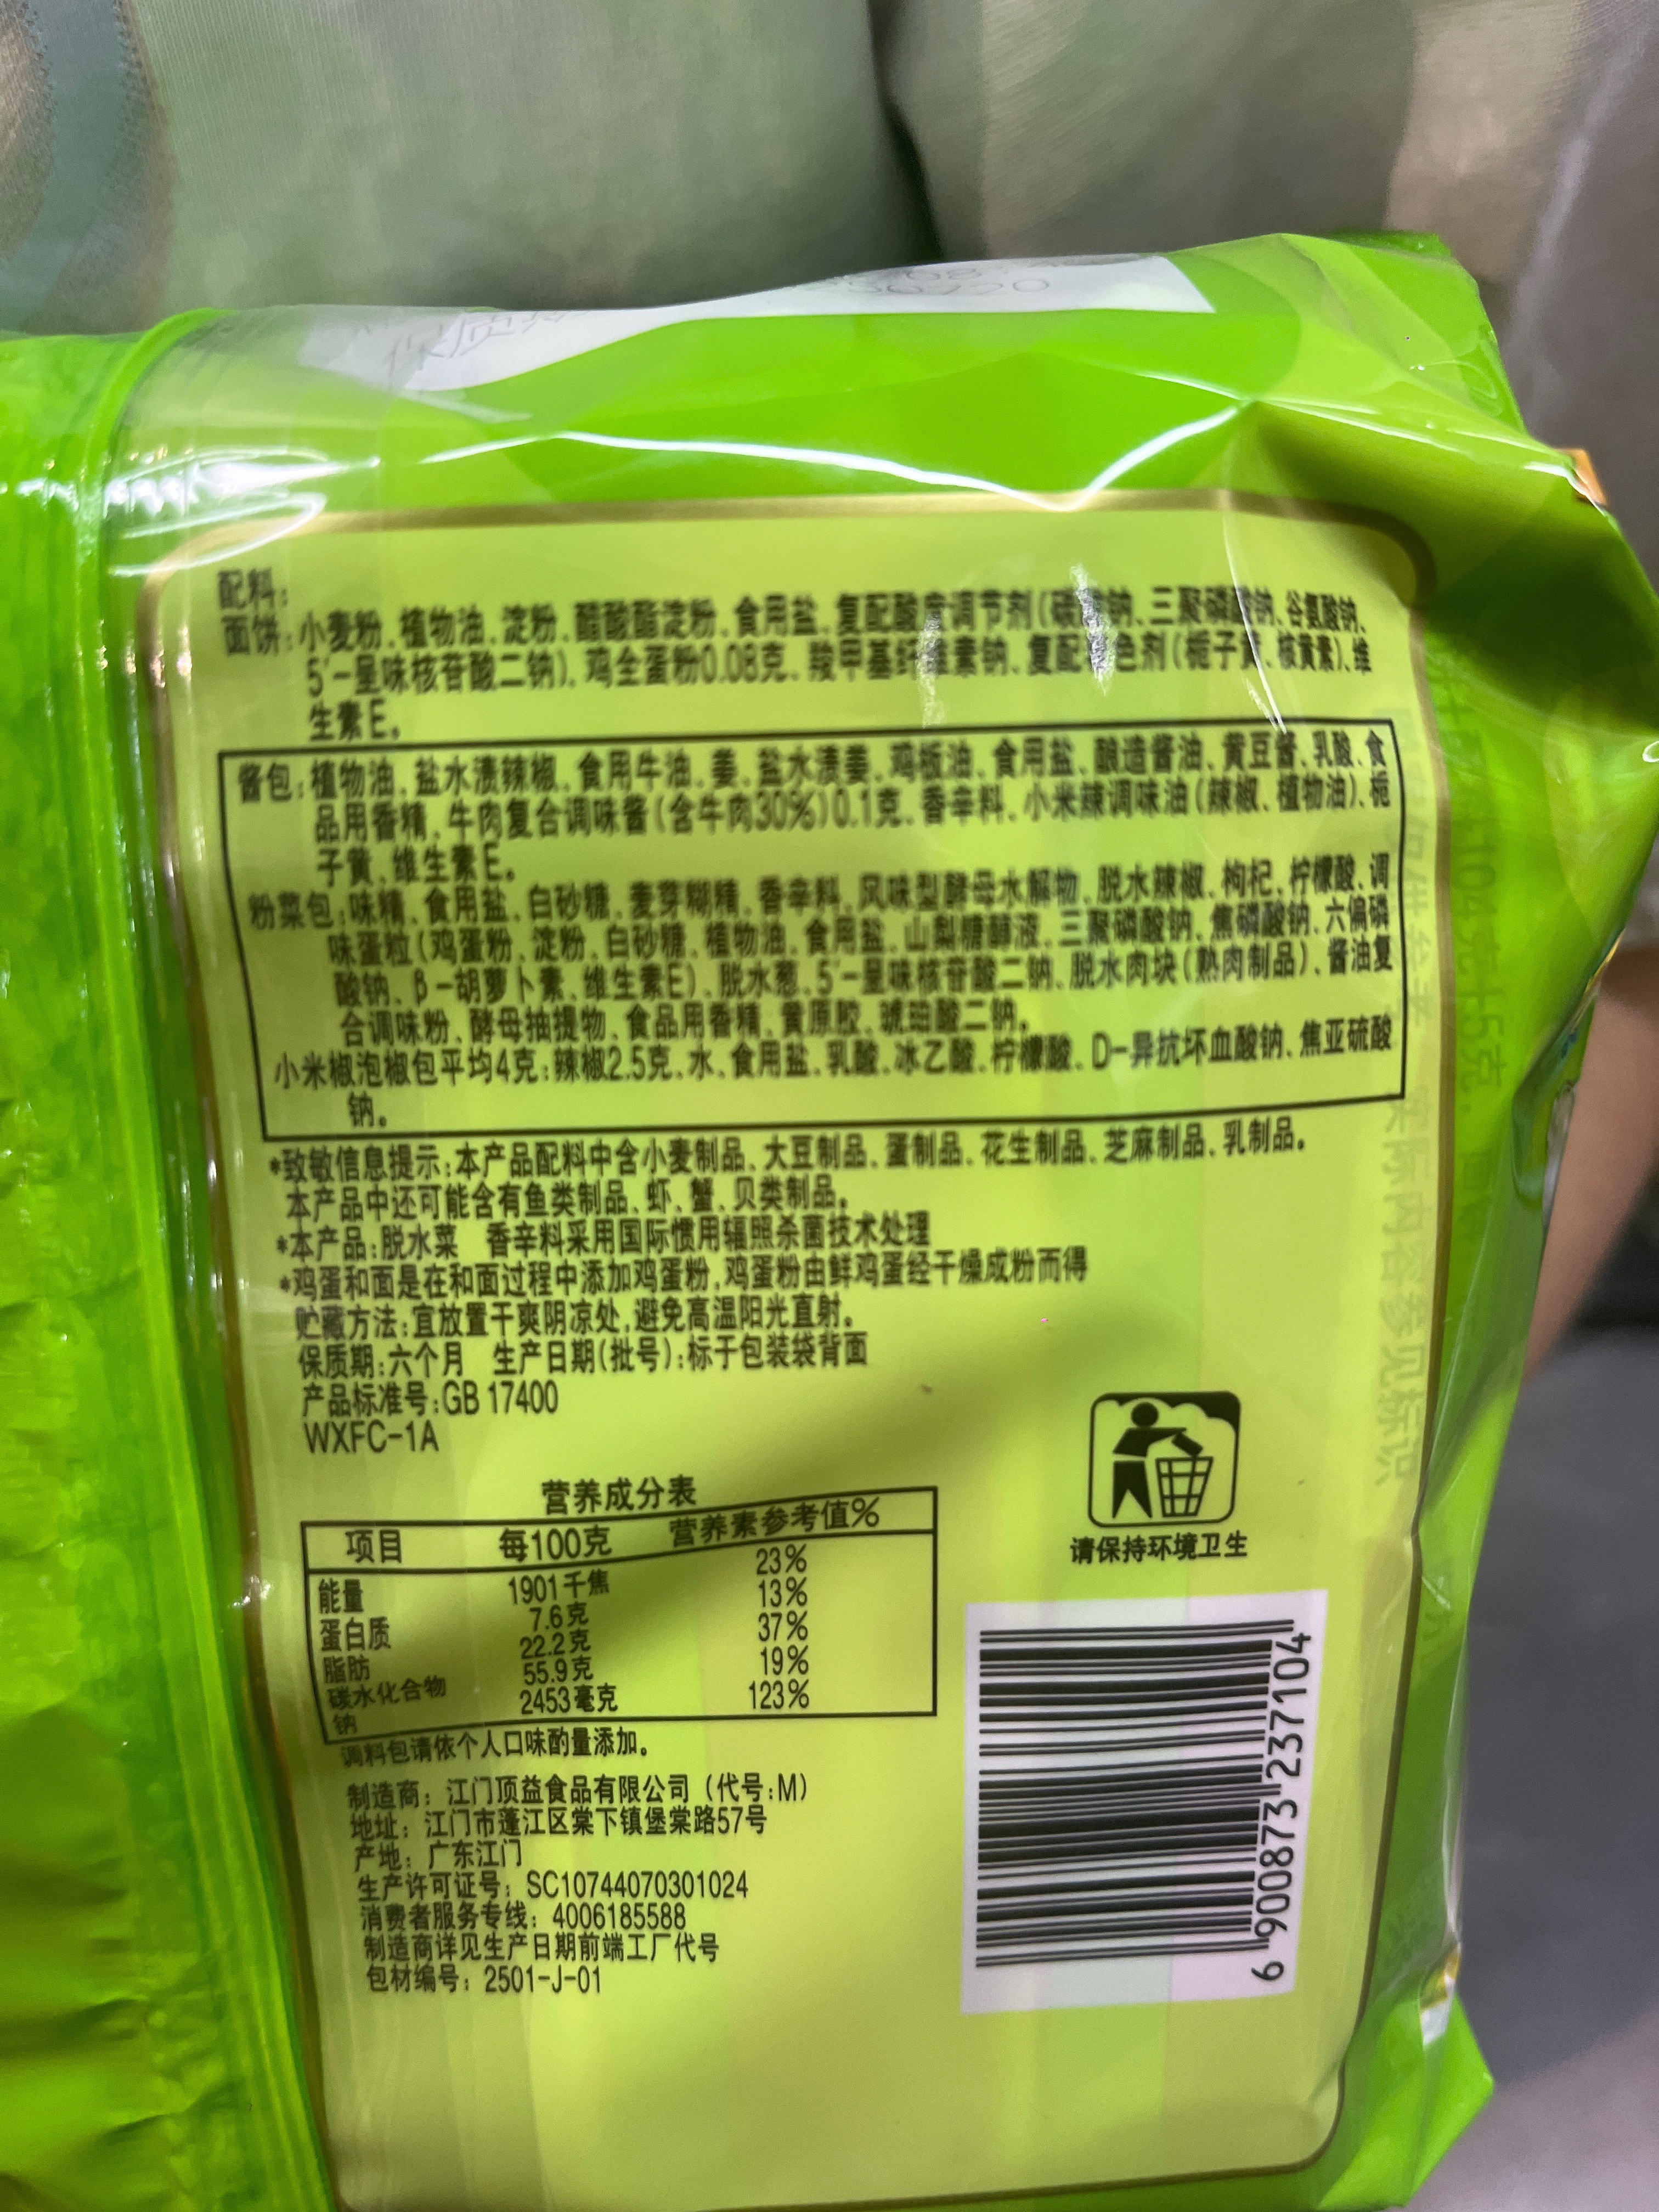 保质
配料:
面饼:小麦粉、植物油、淀粉、醋酸酯淀粉、食用盐、复配酸度调节剂(碳酸钠、三聚磷酸钠、谷氨酸钠、
5'-呈味核苷酸二钠)、鸡全蛋粉0.08克、羧甲基纤维素钠、复配着色剂(栀子黄、核黄素)、维
生素E。
酱包:植物油、盐水渍辣椒、食用牛油、姜、盐水渍姜、鸡板油、食用盐、酿造酱油、黄豆酱、乳酸、食
品用香精、牛肉复合调味酱(含牛肉30%)0.1克、香辛料、小米辣调味油(辣椒、植物油)、栀
子黄、维生素E。
粉菜包:味精、食用盐、白砂糖、麦芽糊精、香辛料、风味型酵母水解物、脱水辣椒、枸杞、柠檬酸、调
味蛋粒(鸡蛋粉、淀粉、白砂糖、植物油、食用盐、山梨糖醇液、三聚磷酸钠、焦磷酸钠、六偏磷
酸钠、β-胡萝卜素、维生素E)、脱水葱、5'-呈味核苷酸二钠、脱水肉块(熟肉制品)、酱油复
合调味粉、酵母抽提物、食品用香精、黄原胶、琥珀酸二钠。
小米椒泡椒包平均4克:辣椒2.5克、水、食用盐、乳酸、冰乙酸、柠檬酸、D-异抗坏血酸钠、焦亚硫酸
钠。
*致敏信息提示:本产品配料中含小麦制品、大豆制品、蛋制品、花生制品、芝麻制品、乳制品。
本产品中还可能含有鱼类制品、虾、蟹、贝类制品。
*本产品:脱水菜 香辛料采用国际惯用辐照杀菌技术处理
*鸡蛋和面是在和面过程中添加鸡蛋粉,鸡蛋粉由鲜鸡蛋经干燥成粉而得
贮藏方法:宜放置干爽阴凉处,避免高温阳光直射。
保质期:六个月 生产日期(批号):标于包装袋背面
产品标准号:GB 17400
WXFC-1A
营养成分表
项目 每100克 营养素参考值%
能量 1901千焦 23%
蛋白质 7.6克 13%
脂肪 22.2克 37%
碳水化合物 55.9克 19%
钠 2453毫克 123%
调料包请依个人口味酌量添加。
制造商:江门顶益食品有限公司(代号:M)
地址:江门市蓬江区棠下镇堡棠路57号
产地:广东江门
生产许可证号:SC10744070301024
消费者服务专线:4006185588
制造商详见生产日期前端工厂代号
包材编号:2501-J-01
请保持环境卫生
6 900873 237104